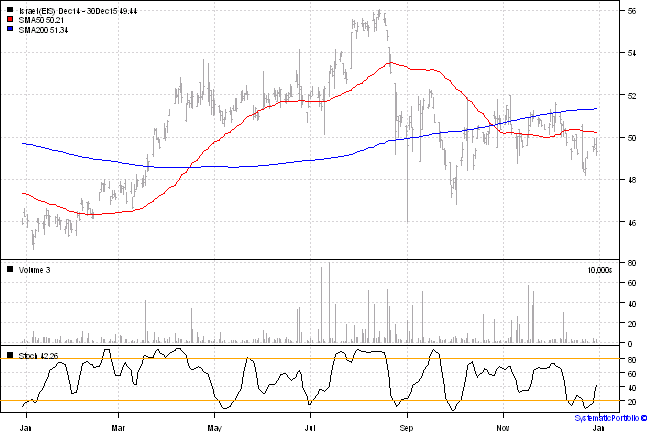 Israel (EIS) Dec14 - 30Dec15 49.44
SMA50 50.21
SMA200 51.34
56
54
52
50
48
46
Volume 3
10,000s
80
60
40
20
0
Stoch 42.26
80
60
40
20
Jan Mar May Jul Sep Nov Jan
SystematicPortfolio ©